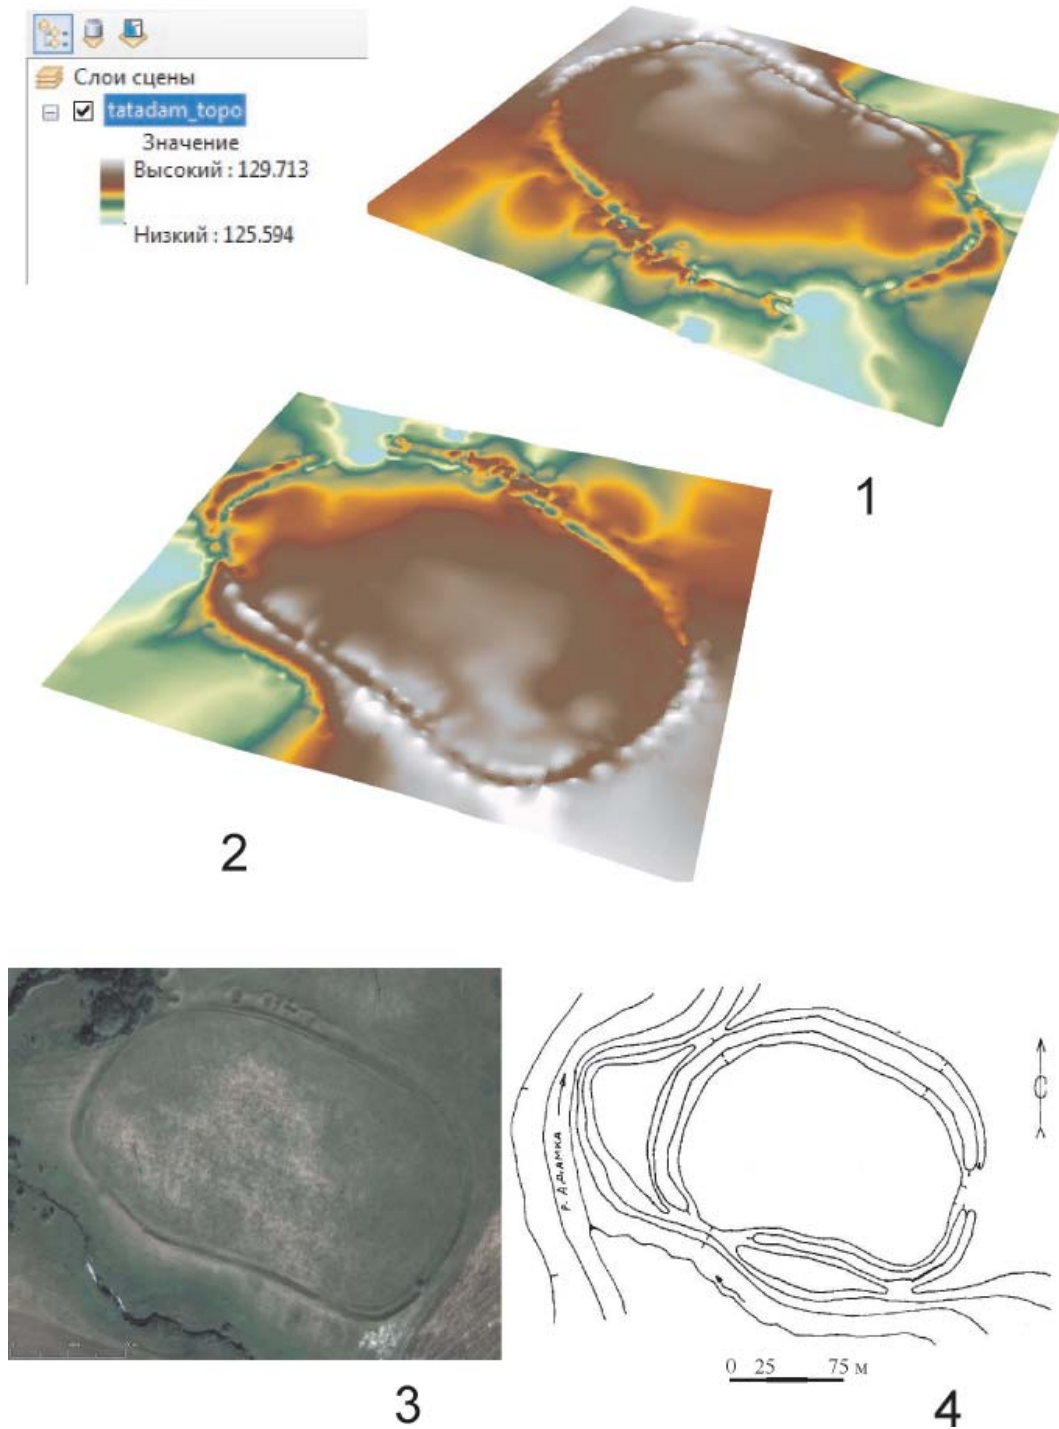 Слои сцены
tatadam_topo
Значение
Высокий : 129.713
Низкий : 125.594
1
2
3
р. АДАМКА
С
0 25 75 м
4